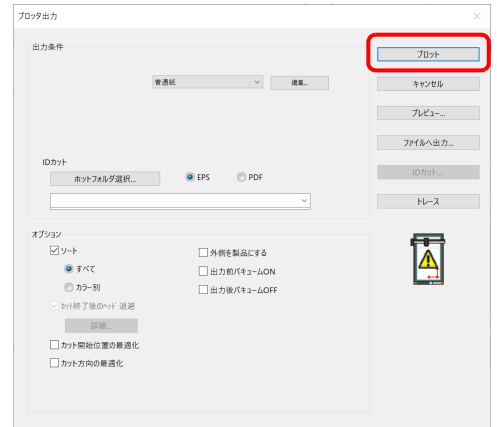 プロッタ出力
出力条件
プロット
普通紙
編集...
キャンセル
プレビュー...
ファイルへ出力...
IDカット
ホットフォルダ選択...
EPS
PDF
IDカット...
トレース
オプション
ソート
外側を製品にする
すべて
出力前バキュームON
カラー別
出力後バキュームOFF
カット終了後のヘッド退避
詳細...
カット開始位置の最適化
カット方向の最適化